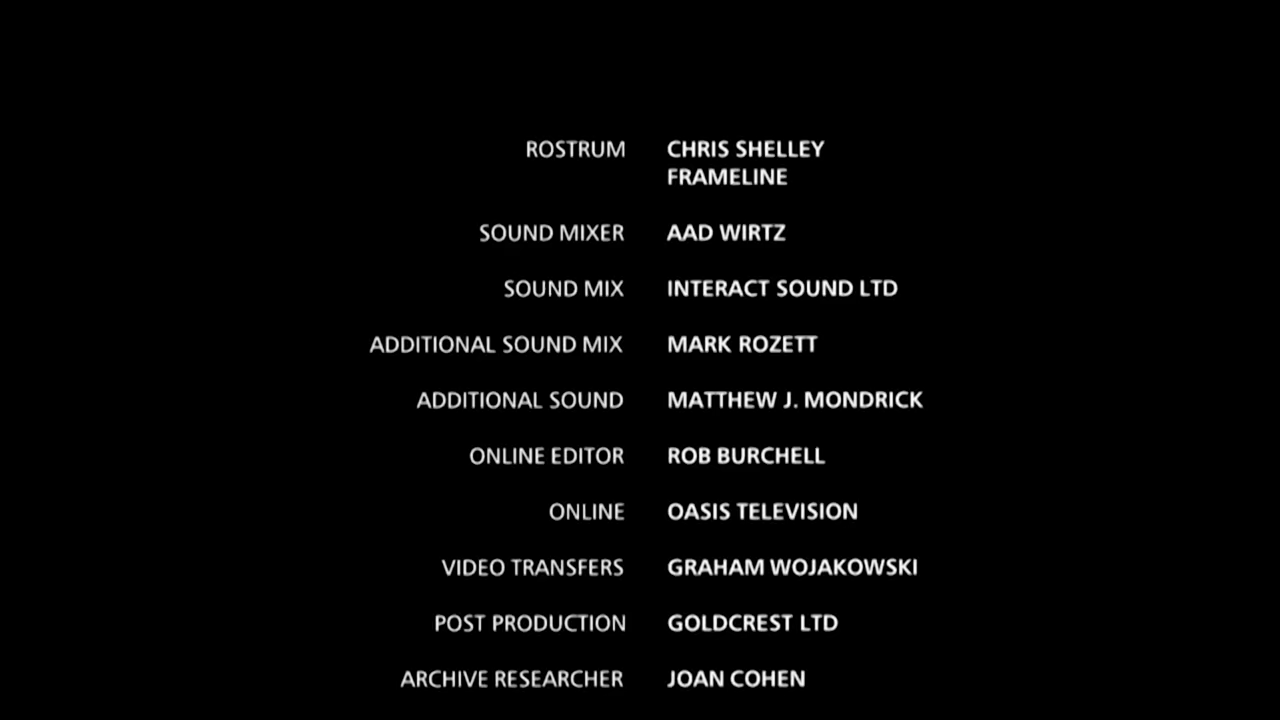 ROSTRUM CHRIS SHELLEY
FRAMELINE
SOUND MIXER AAD WIRTZ
SOUND MIX INTERACT SOUND LTD
ADDITIONAL SOUND MIX MARK ROZETT
ADDITIONAL SOUND MATTHEW J. MONDRICK
ONLINE EDITOR ROB BURCHELL
ONLINE OASIS TELEVISION
VIDEO TRANSFERS GRAHAM WOJAKOWSKI
POST PRODUCTION GOLDCREST LTD
ARCHIVE RESEARCHER JOAN COHEN